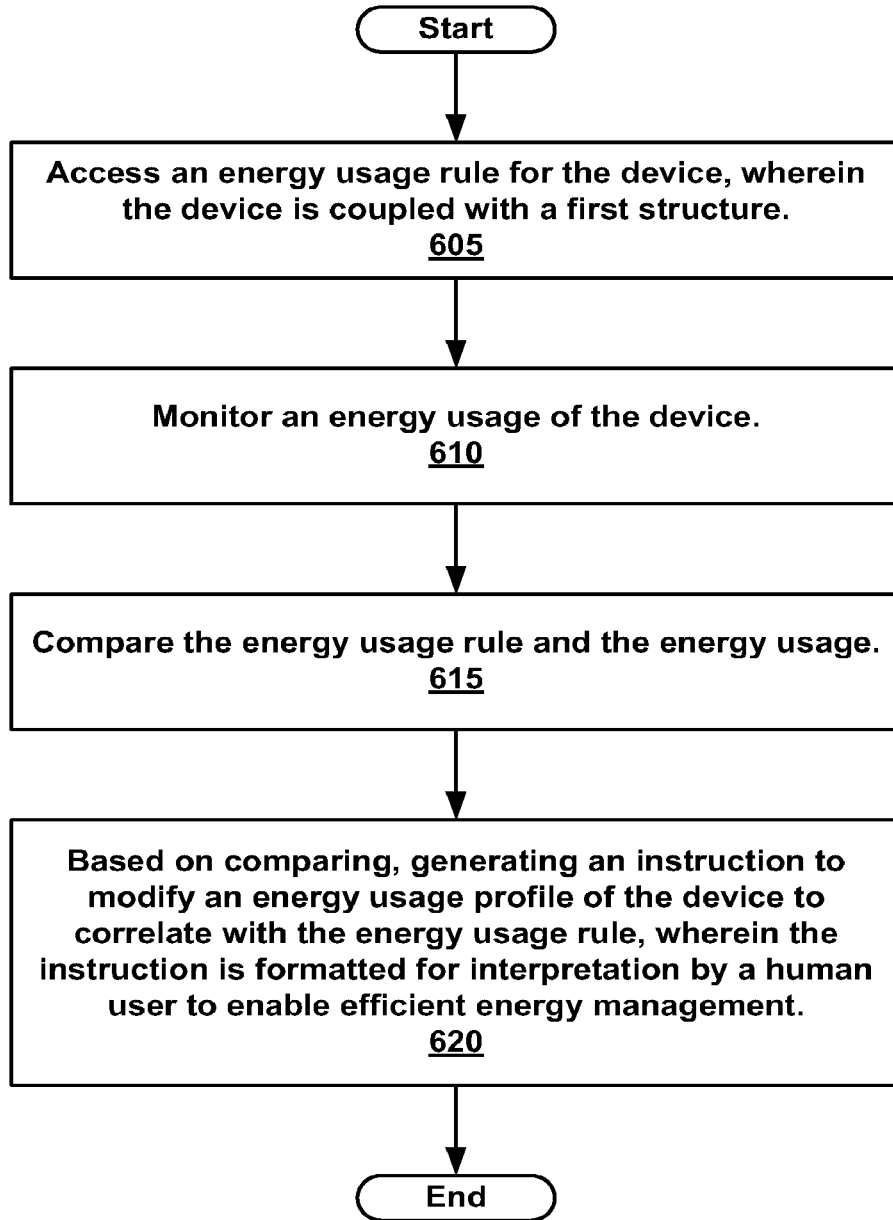 Start
Access an energy usage rule for the device, wherein
the device is coupled with a first structure.
605
Monitor an energy usage of the device.
610
Compare the energy usage rule and the energy usage.
615
Based on comparing, generating an instruction to
modify an energy usage profile of the device to
correlate with the energy usage rule, wherein the
instruction is formatted for interpretation by a human
user to enable efficient energy management.
620
End